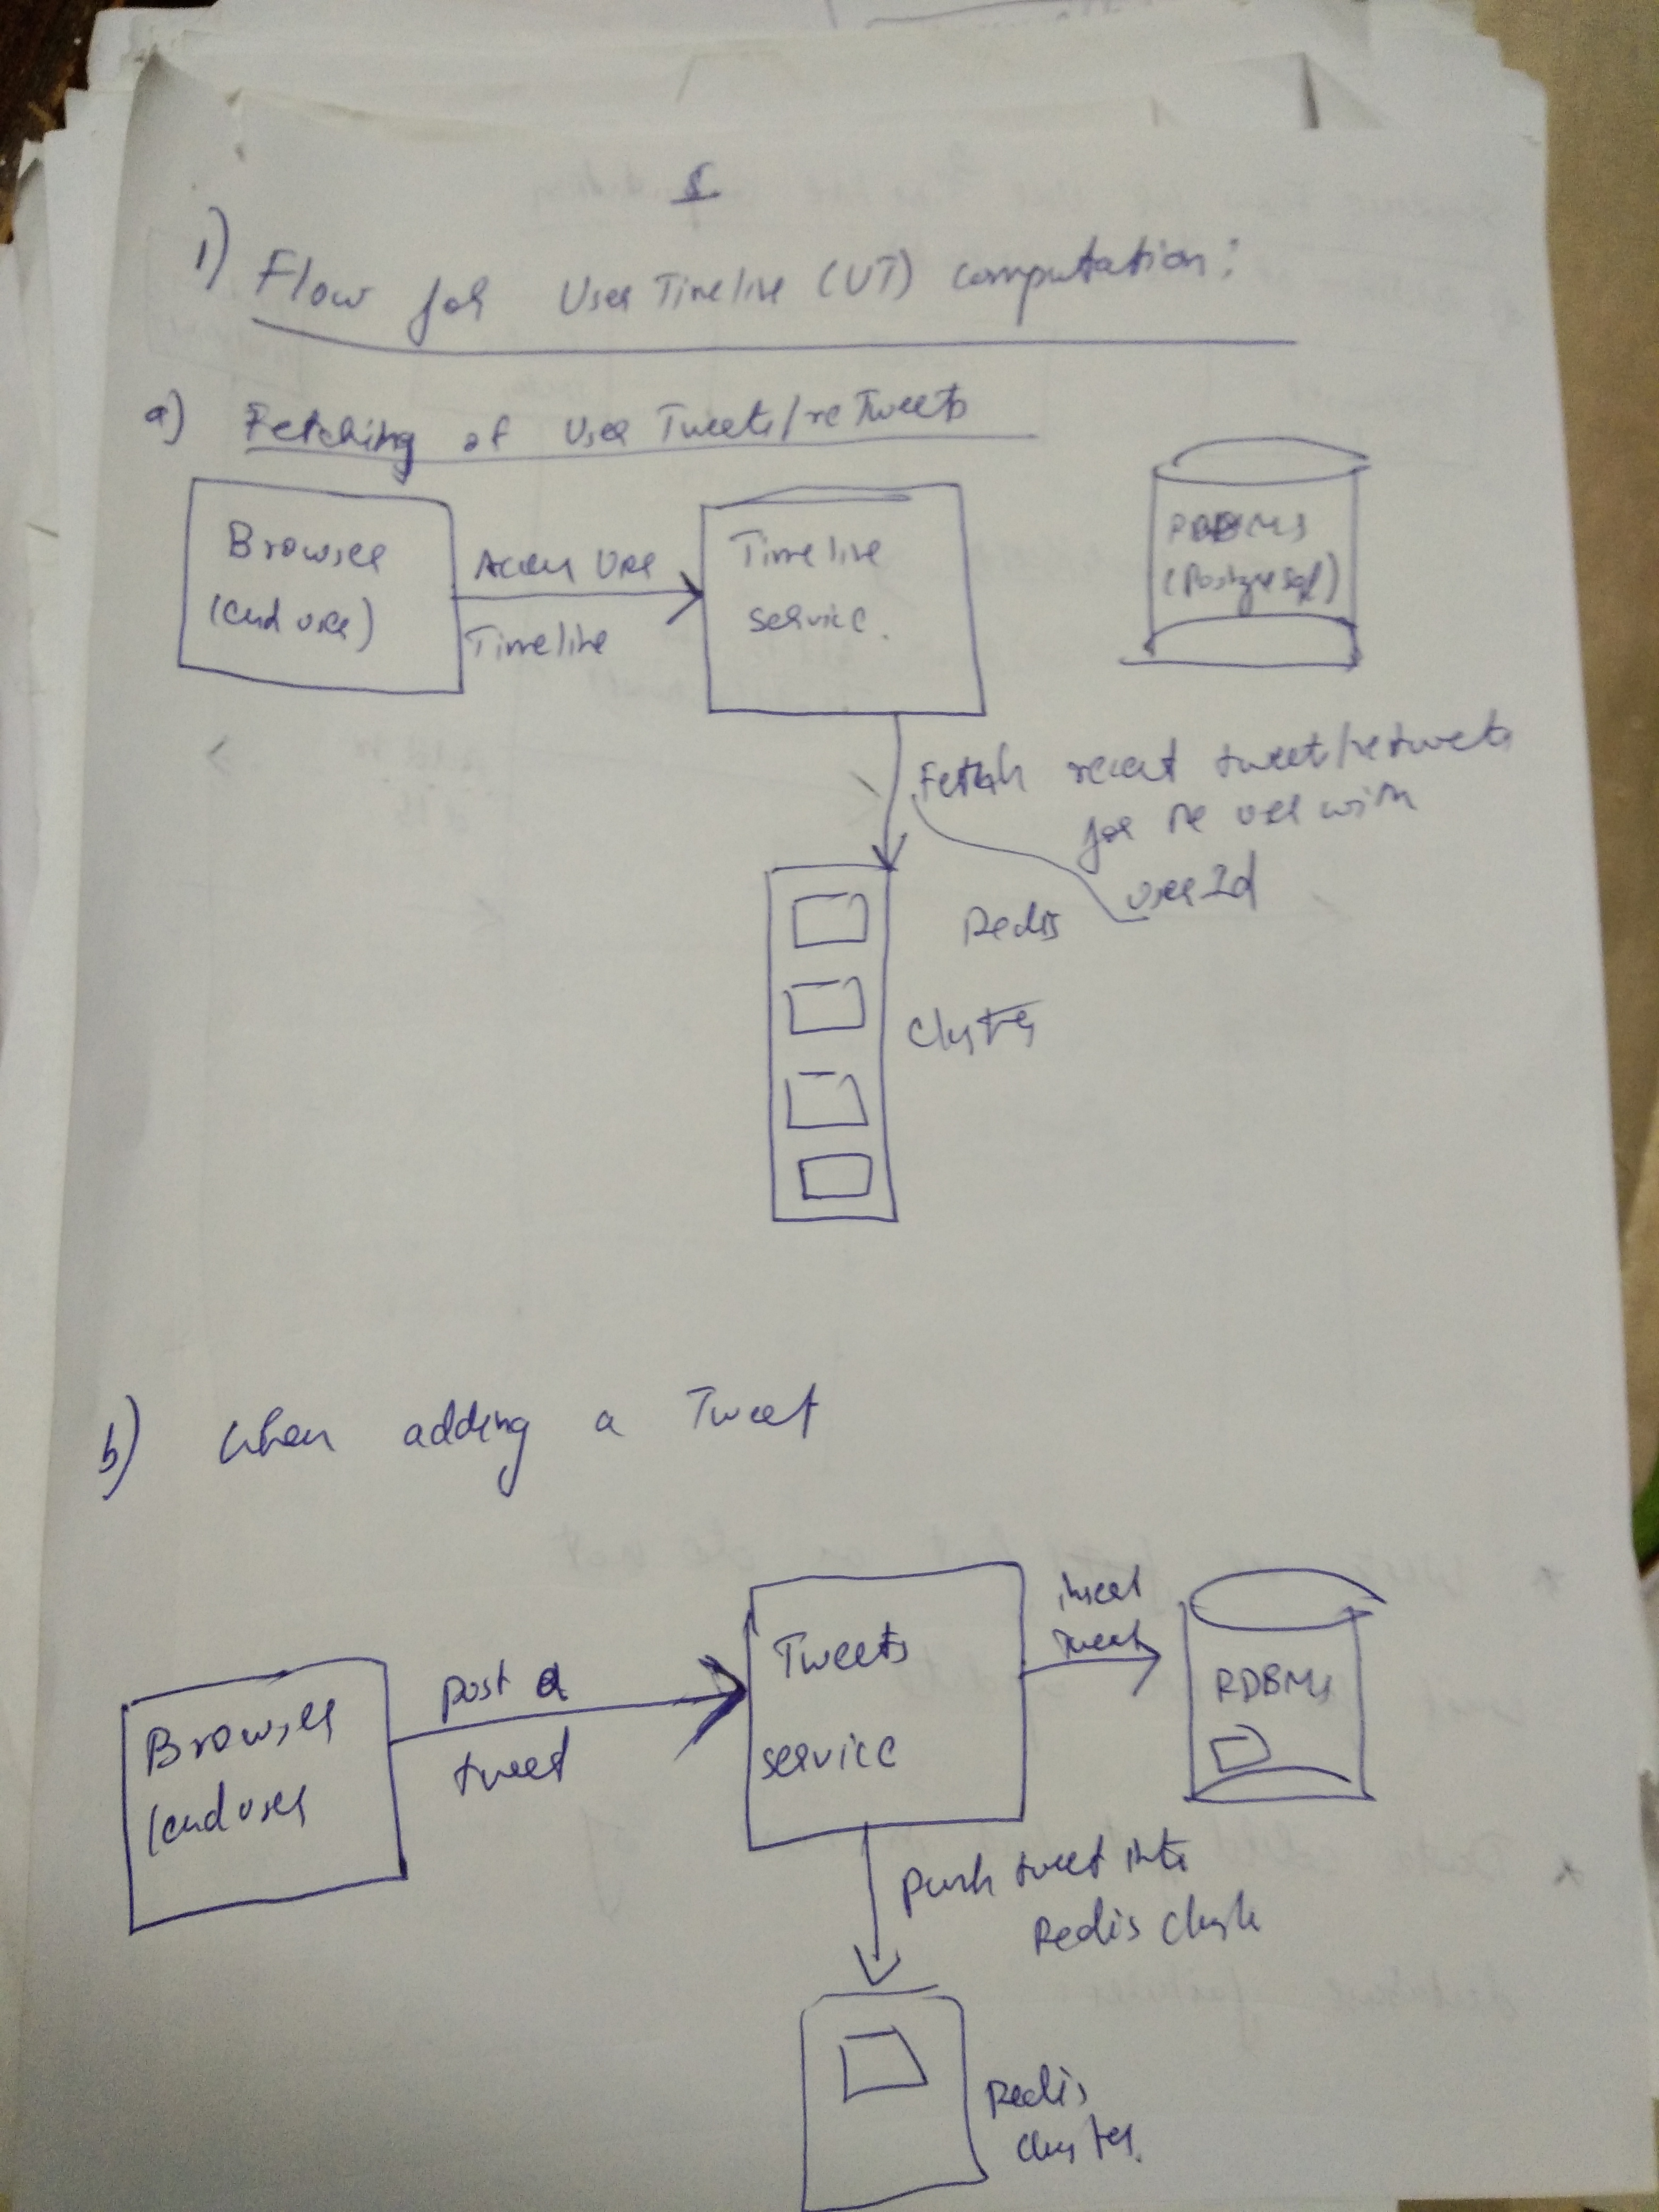 1) Flow for User Timeline (UT) computation:
a) Fetching of User Tweets/reTweets
Browser
(end user)
Access User
Timeline
Timeline
service.
RDBMS
(PostgreSql)
Fetch recent tweets/retweets
for the user with
userId
Redis
Cluster
b) When adding a Tweet
Browser
(end user
post a
tweet
Tweets
service
insert
tweet
RDBMS
push tweet into
Redis cluster
Redis
cluster.